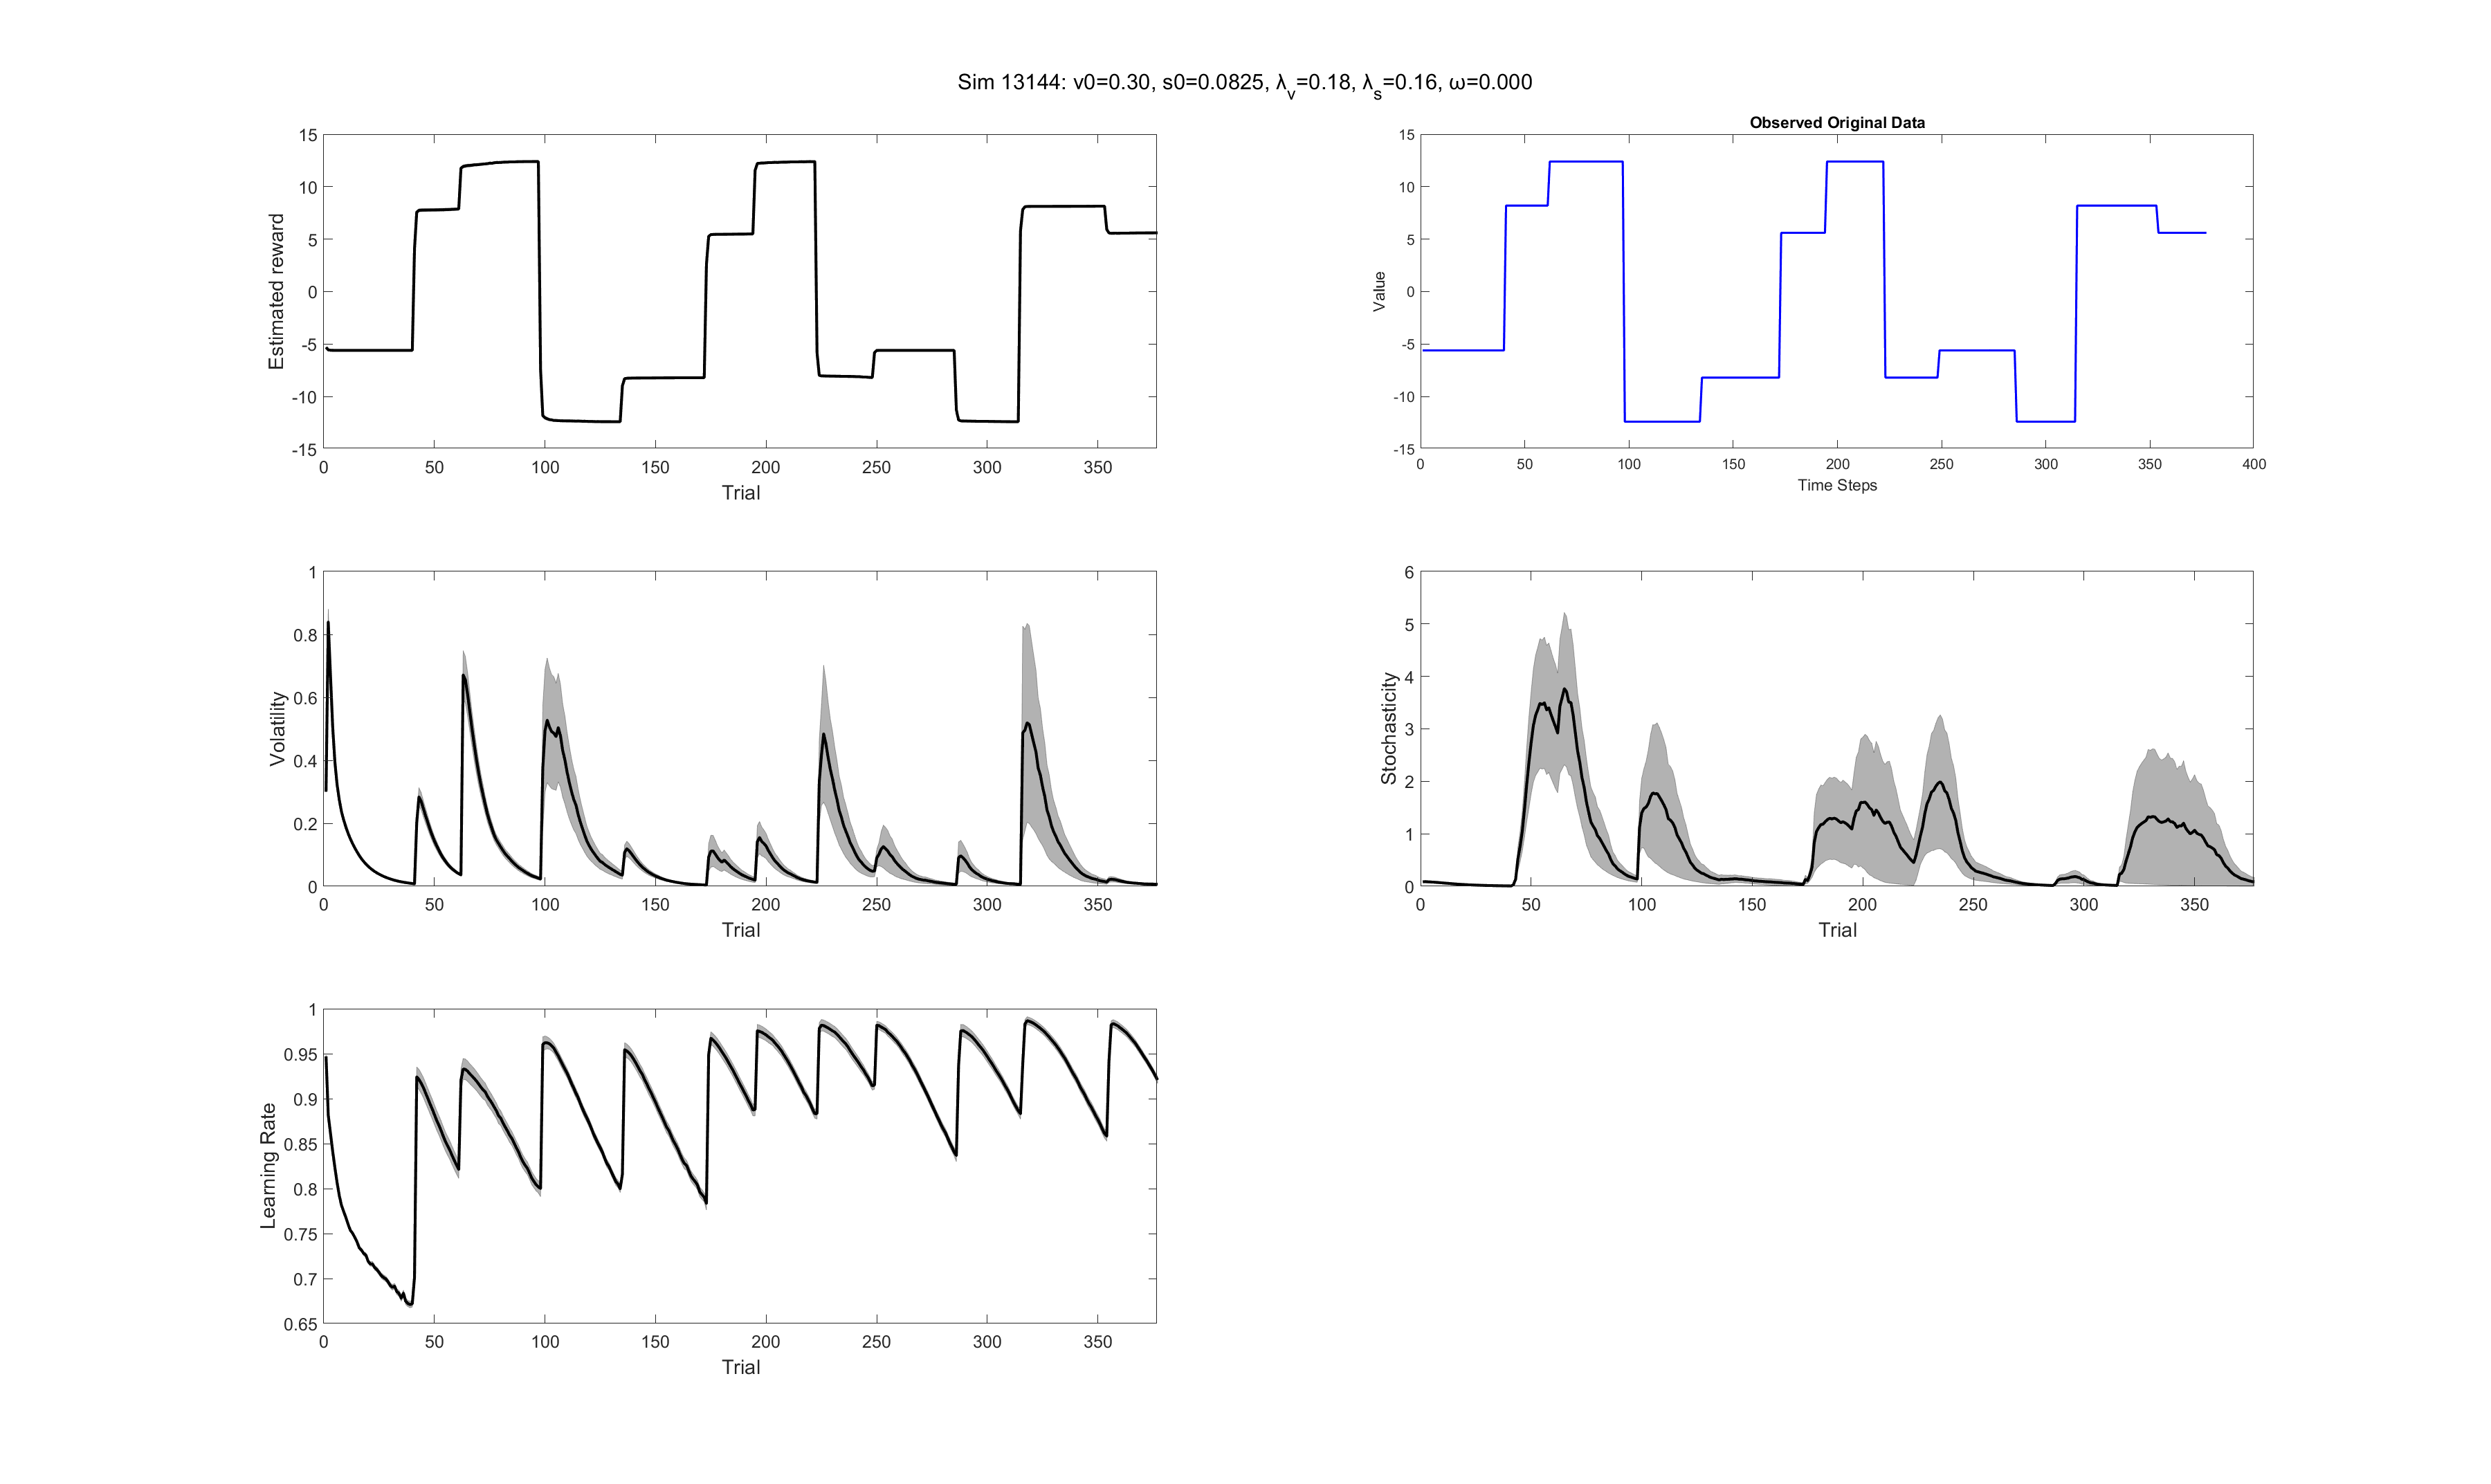 Sim 13144: v0=0.30, s0=0.0825, λv=0.18, λs=0.16, ω=0.000
15
10
5
0
-5
-10
-15
Estimated reward
0 50 100 150 200 250 300 350
Trial
Observed Original Data
15
10
5
0
-5
-10
-15
Value
0 50 100 150 200 250 300 350 400
Time Steps
1
0.8
0.6
0.4
0.2
0
Volatility
0 50 100 150 200 250 300 350
Trial
6
5
4
3
2
1
0
Stochasticity
0 50 100 150 200 250 300 350
Trial
1
0.95
0.9
0.85
0.8
0.75
0.7
0.65
Learning Rate
0 50 100 150 200 250 300 350
Trial